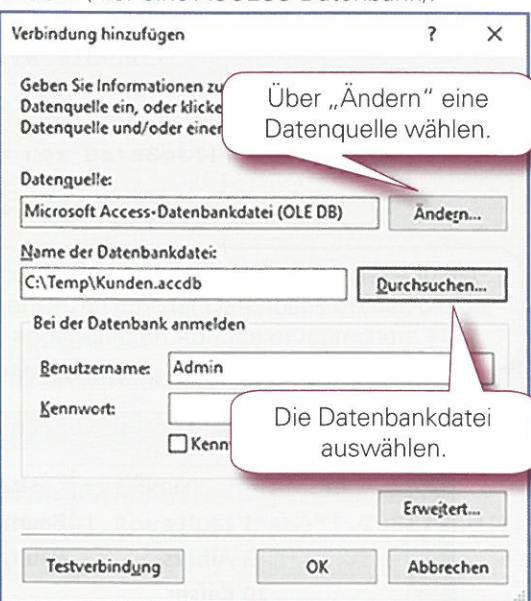 Verbindung hinzufügen ? ×
Geben Sie Informationen zu
Datenquelle ein, oder klicke
Datenquelle und/oder einer
Über „Ändern“ eine
Datenquelle wählen.
Datenquelle:
Microsoft Access-Datenbankdatei (OLE DB)
Ändern...
Name der Datenbankdatei:
C:\Temp\Kunden.accdb
Durchsuchen...
Bei der Datenbank anmelden
Benutzername: Admin
Kennwort:
Kenn
Die Datenbankdatei
auswählen.
Erweitert...
Testverbindung OK Abbrechen